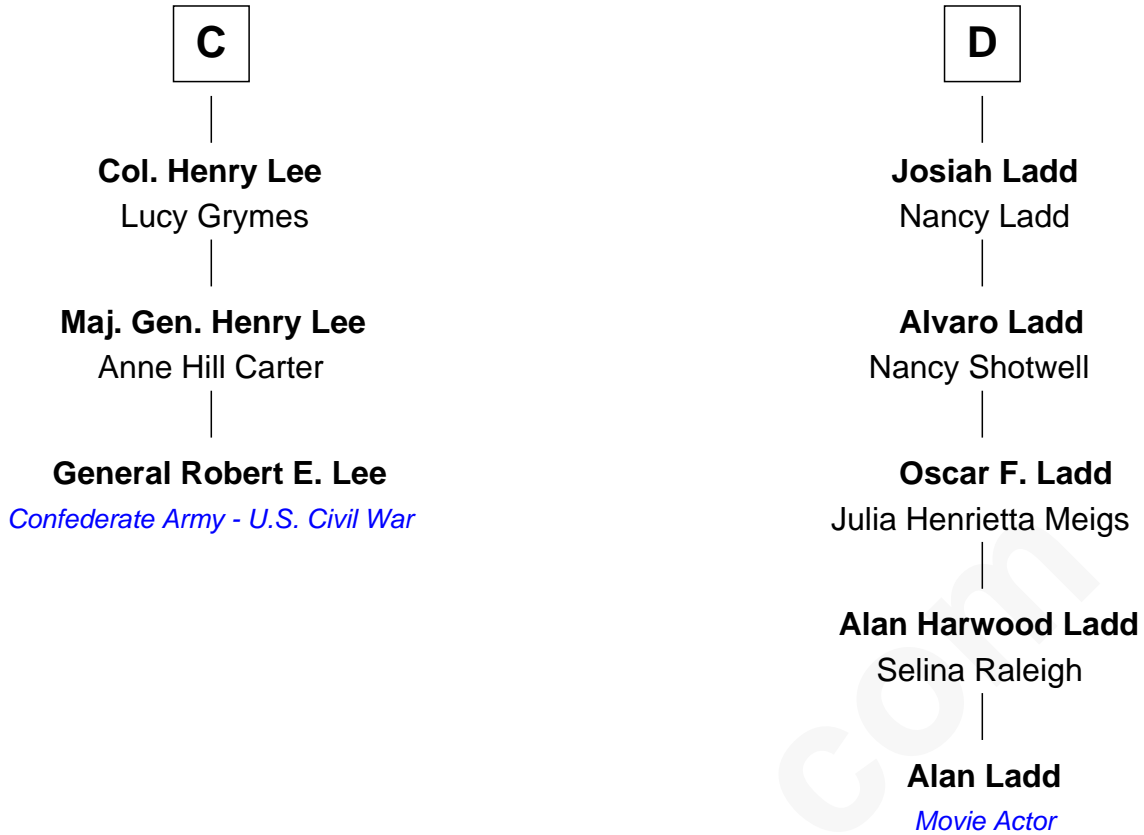 C
Col. Henry Lee
Lucy Grymes
Maj. Gen. Henry Lee
Anne Hill Carter
General Robert E. Lee
Confederate Army - U.S. Civil War
D
Josiah Ladd
Nancy Ladd
Alvaro Ladd
Nancy Shotwell
Oscar F. Ladd
Julia Henrietta Meigs
Alan Harwood Ladd
Selina Raleigh
Alan Ladd
Movie Actor
com